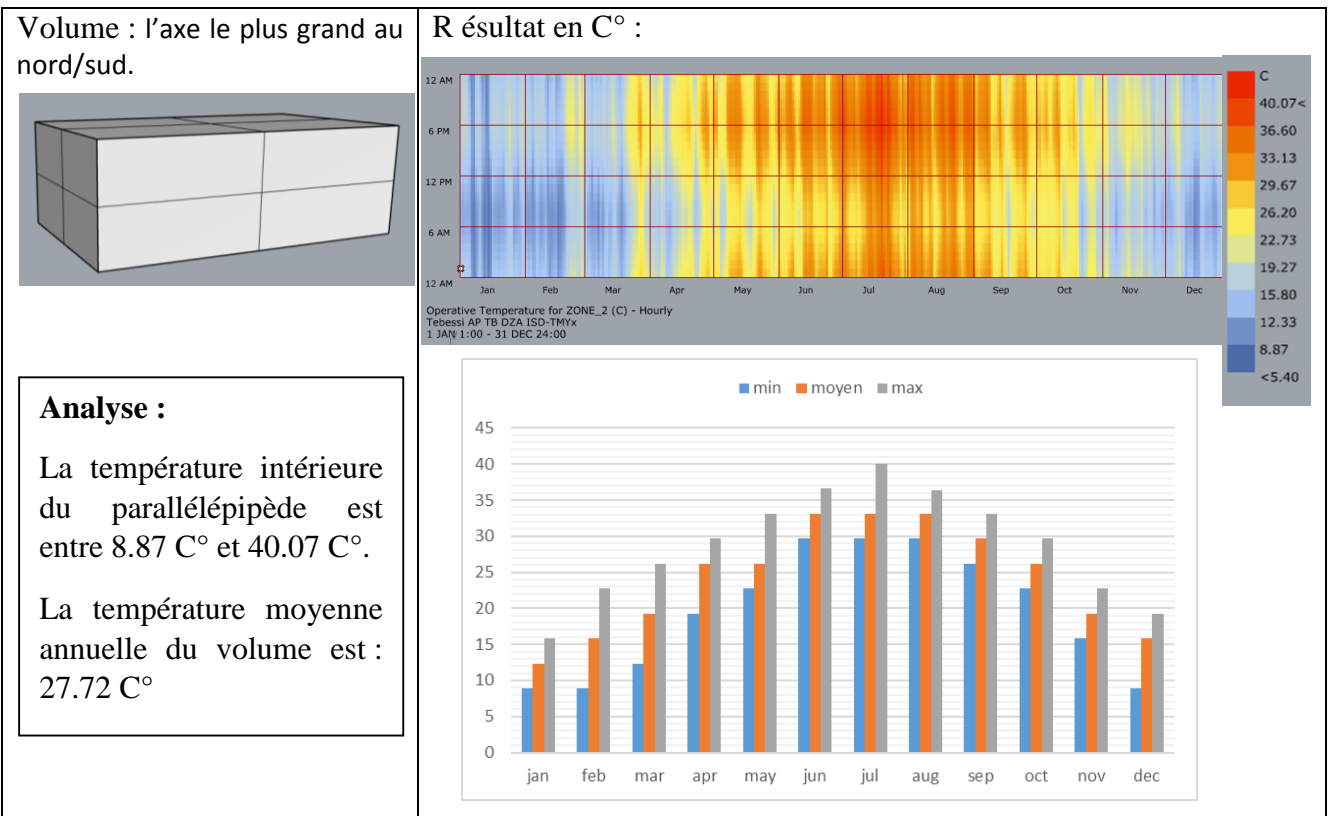 Volume : l’axe le plus grand au
nord/sud.
Analyse :
La température intérieure
du parallélépipède est
entre 8.87 C° et 40.07 C°.
La température moyenne
annuelle du volume est :
27.72 C°
R ésultat en C° :
12 AM
6 PM
12 PM
6 AM
12 AM
Jan Feb Mar Apr May Jun Jul Aug Sep Oct Nov Dec
Operative Temperature for ZONE_2 (C) - Hourly
Tebessi AP TB DZA ISD-TMYx
1 JAN 1:00 - 31 DEC 24:00
C
40.07<
36.60
33.13
29.67
26.20
22.73
19.27
15.80
12.33
8.87
<5.40
min moyen max
45
40
35
30
25
20
15
10
5
0
jan feb mar apr may jun jul aug sep oct nov dec